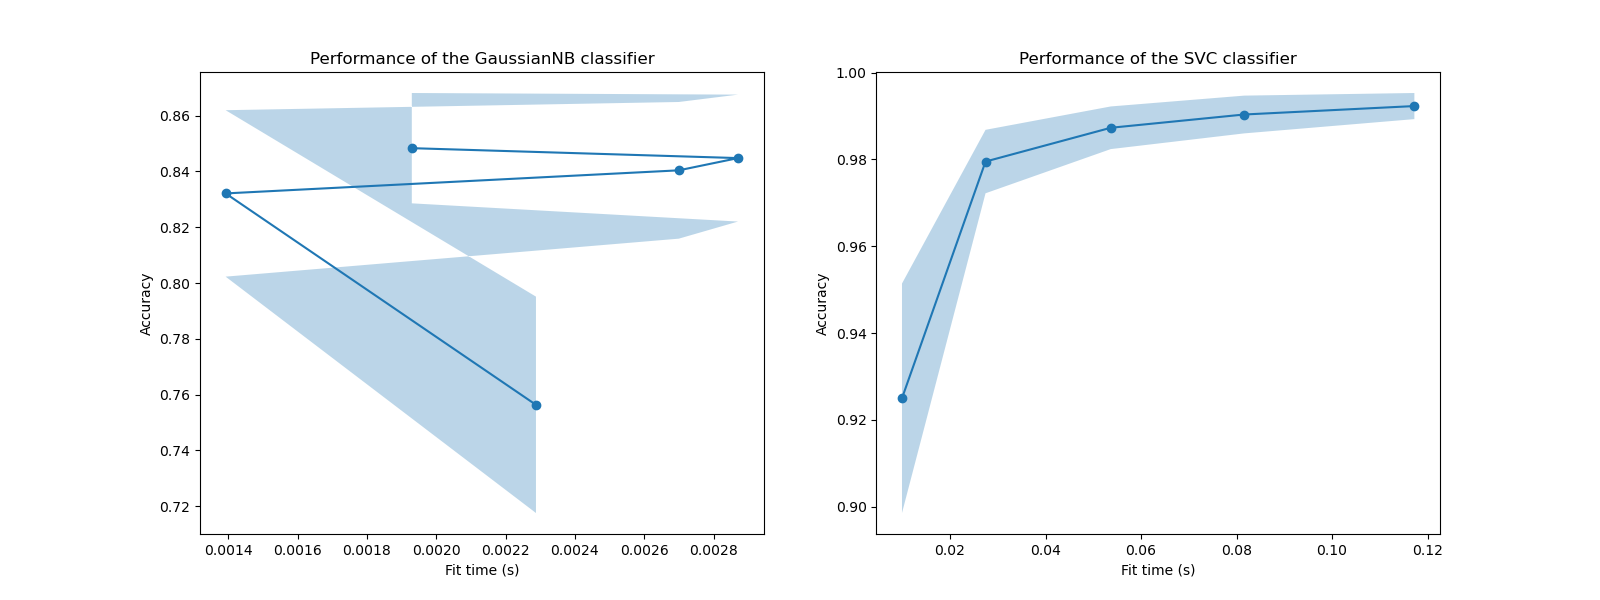 Performance of the GaussianNB classifier
Accuracy
0.86
0.84
0.82
0.80
0.78
0.76
0.74
0.72
0.0014 0.0016 0.0018 0.0020 0.0022 0.0024 0.0026 0.0028
Fit time (s)
Performance of the SVC classifier
Accuracy
1.00
0.98
0.96
0.94
0.92
0.90
0.02 0.04 0.06 0.08 0.10 0.12
Fit time (s)